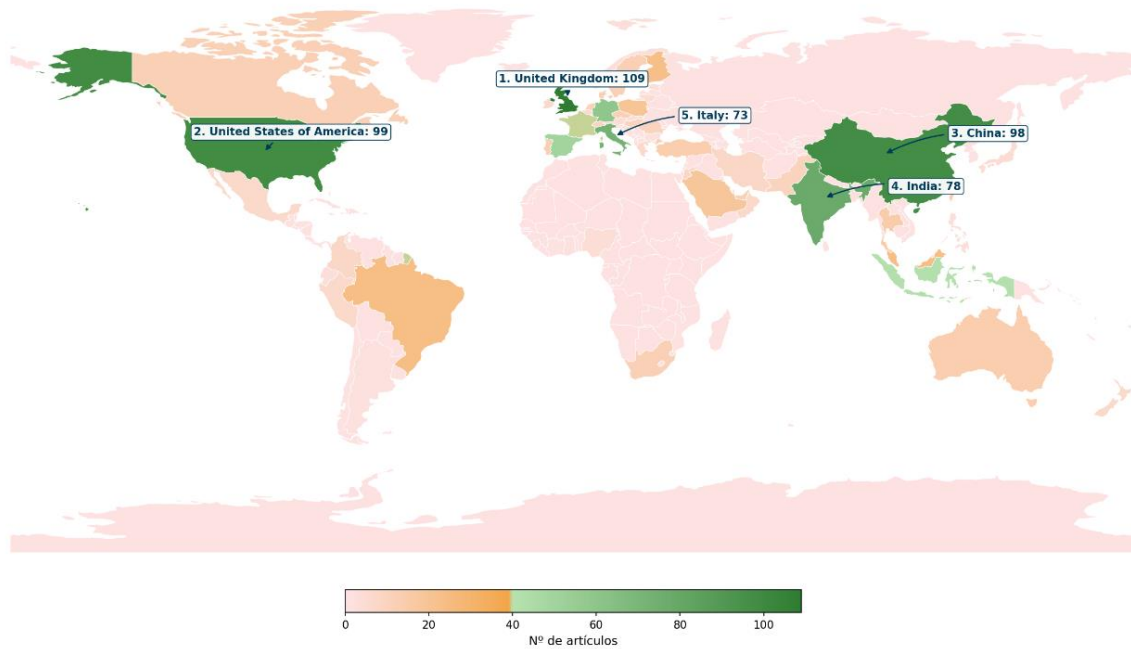 1. United Kingdom: 109
5. Italy: 73
2. United States of America: 99
3. China: 98
4. India: 78
0 20 40 60 80 100
Nº de artículos